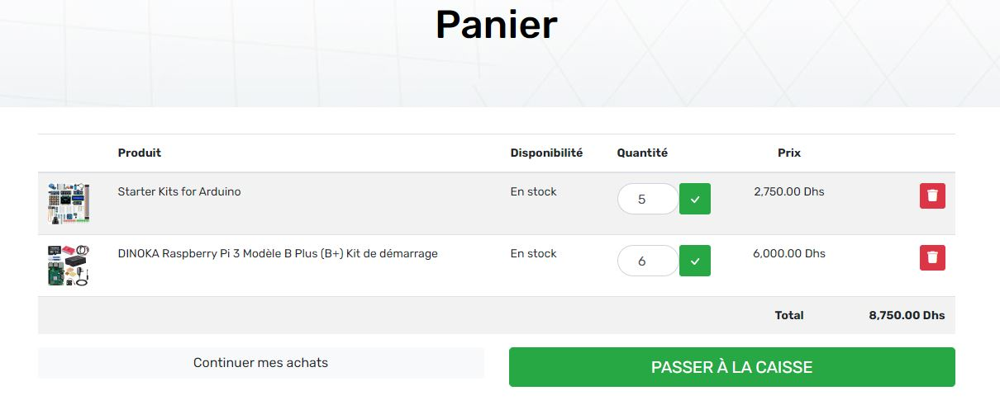 Panier
Produit Disponibilité Quantité Prix
Starter Kits for Arduino En stock 5 2,750.00 Dhs
DINOKA Raspberry Pi 3 Modèle B Plus (B+) Kit de démarrage En stock 6 6,000.00 Dhs
Total 8,750.00 Dhs
Continuer mes achats PASSER À LA CAISSE